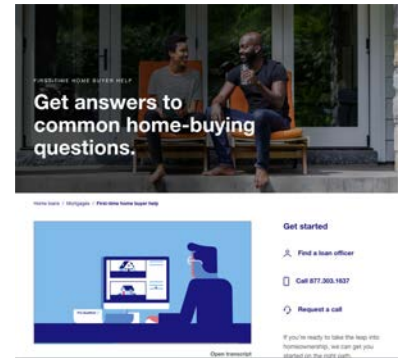 FIRST-TIME HOME BUYER HELP
Get answers to
common home-buying
questions.
Home loans / Mortgages / First-time home buyer help
Get started
Find a loan officer
Call 877.303.1637
Request a call
If you're ready to take the leap into
homeownership, we can get you
started on the right path.
Open transcript